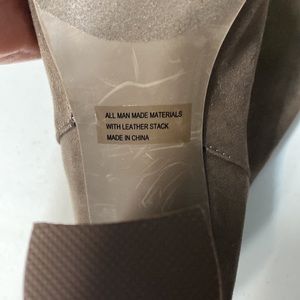 ALL MAN MADE MATERIALS
WITH LEATHER STACK
MADE IN CHINA